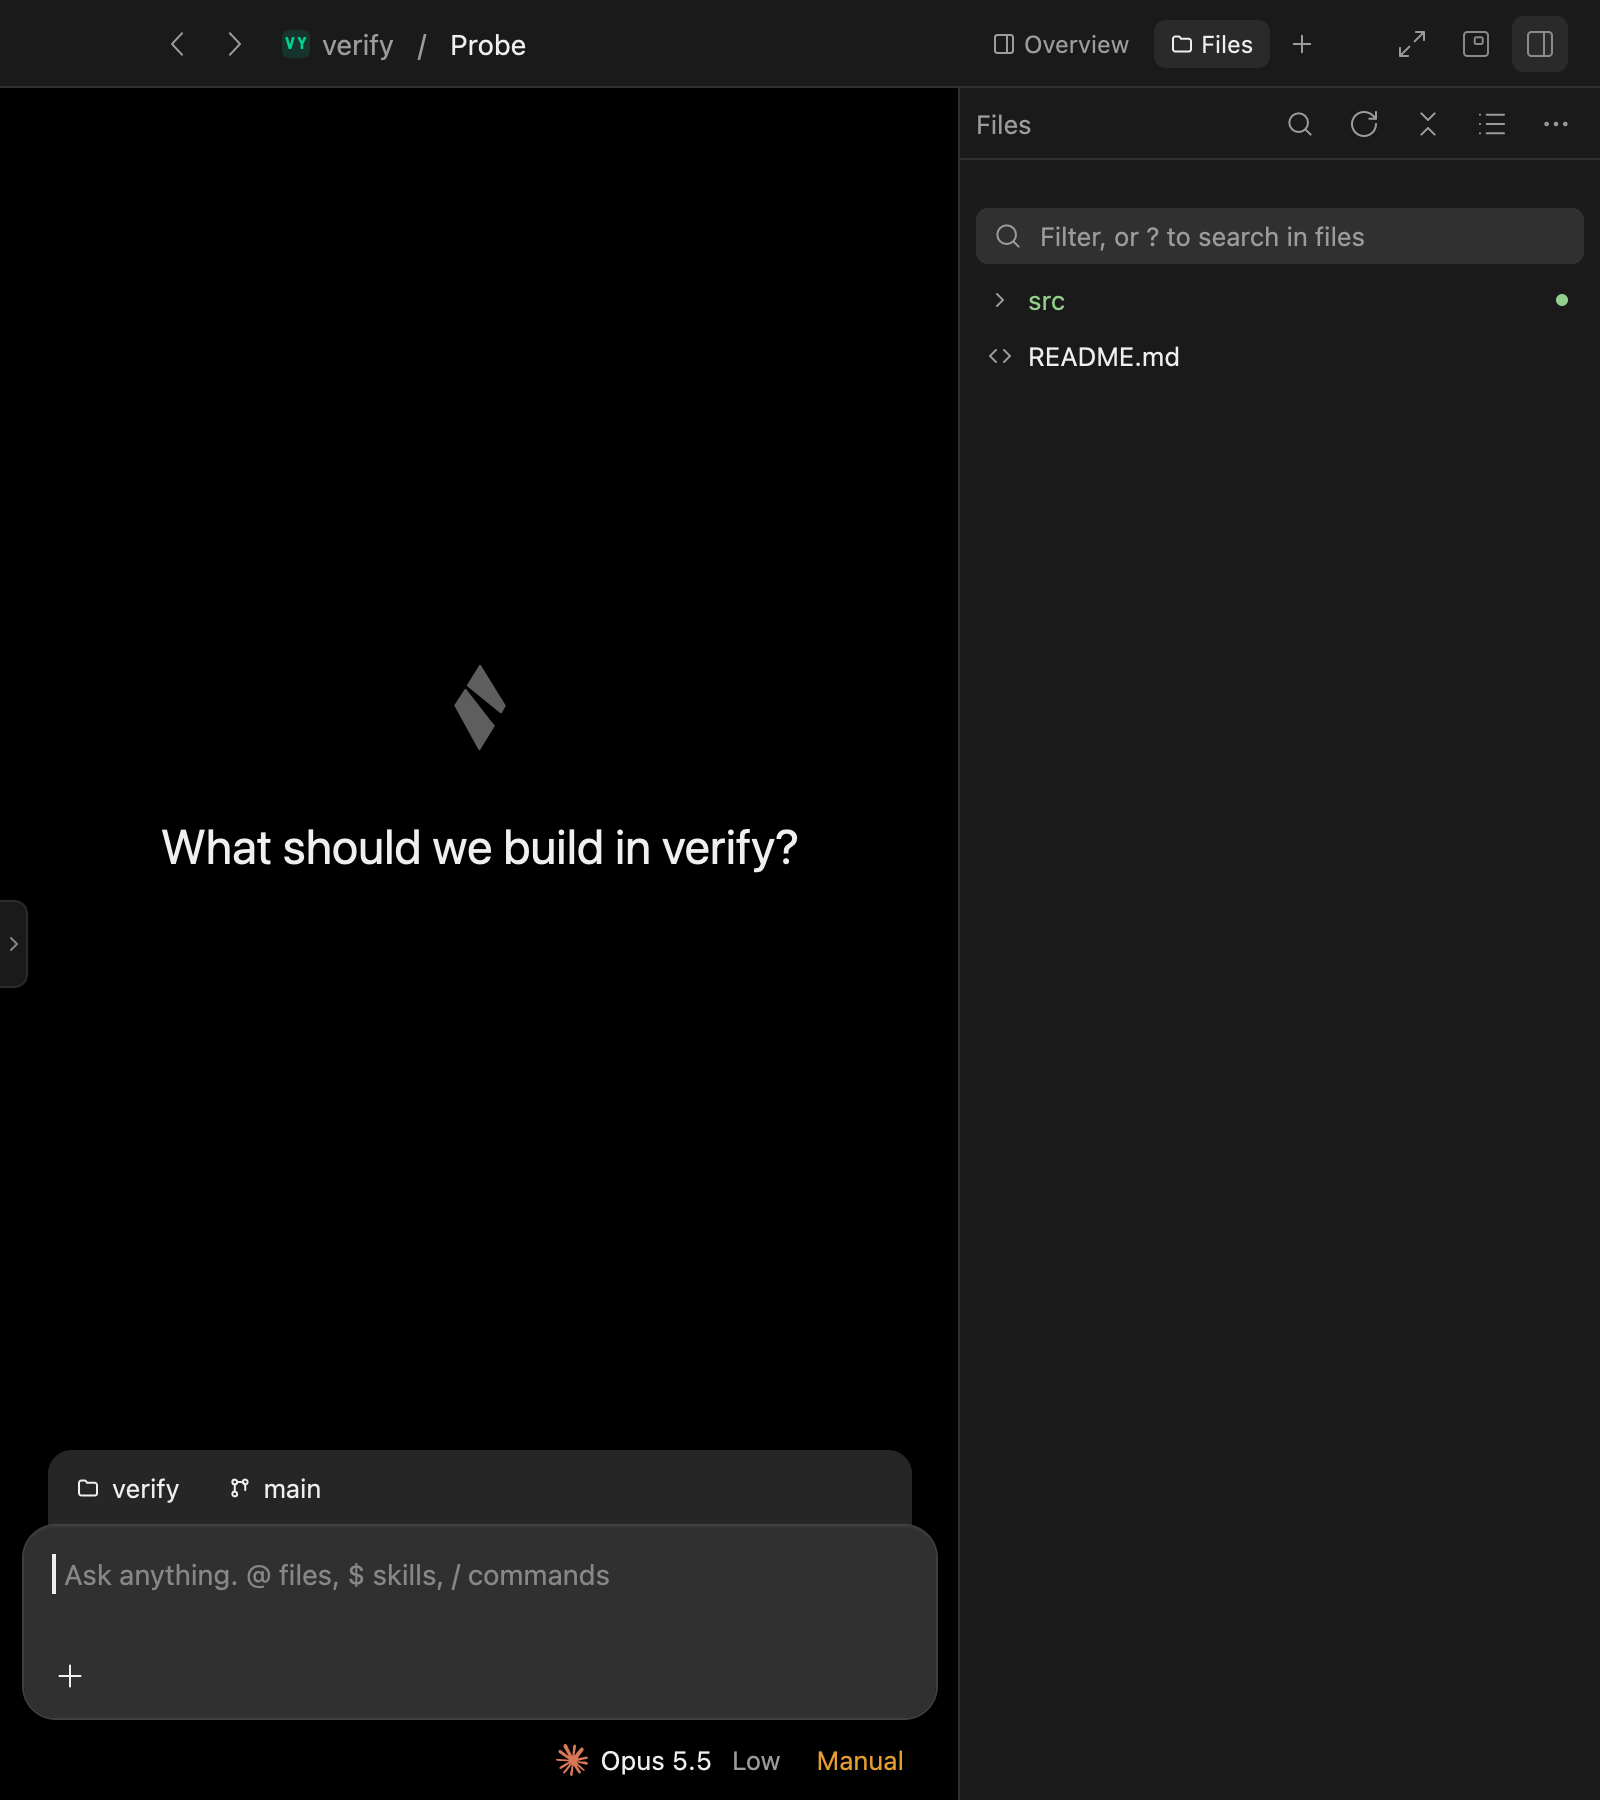 VY verify / Probe
Overview
Files
Files
Filter, or ? to search in files
src
README.md
What should we build in verify?
verify
main
Ask anything. @ files, $ skills, / commands
Opus 5.5 Low Manual